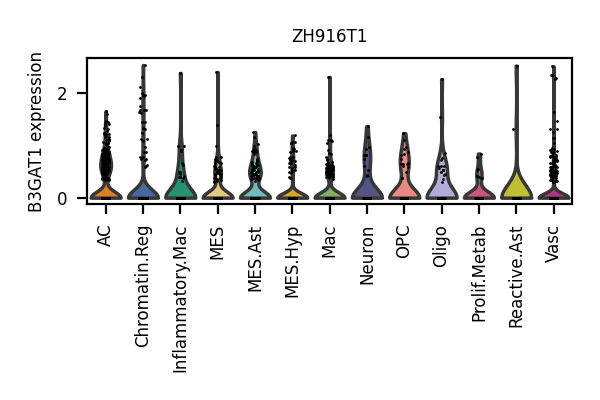 ZH916T1
B3GAT1 expression
2
0
AC
Chromatin.Reg
Inflammatory.Mac
MES
MES.Ast
MES.Hyp
Mac
Neuron
OPC
Oligo
Prolif.Metab
Reactive.Ast
Vasc